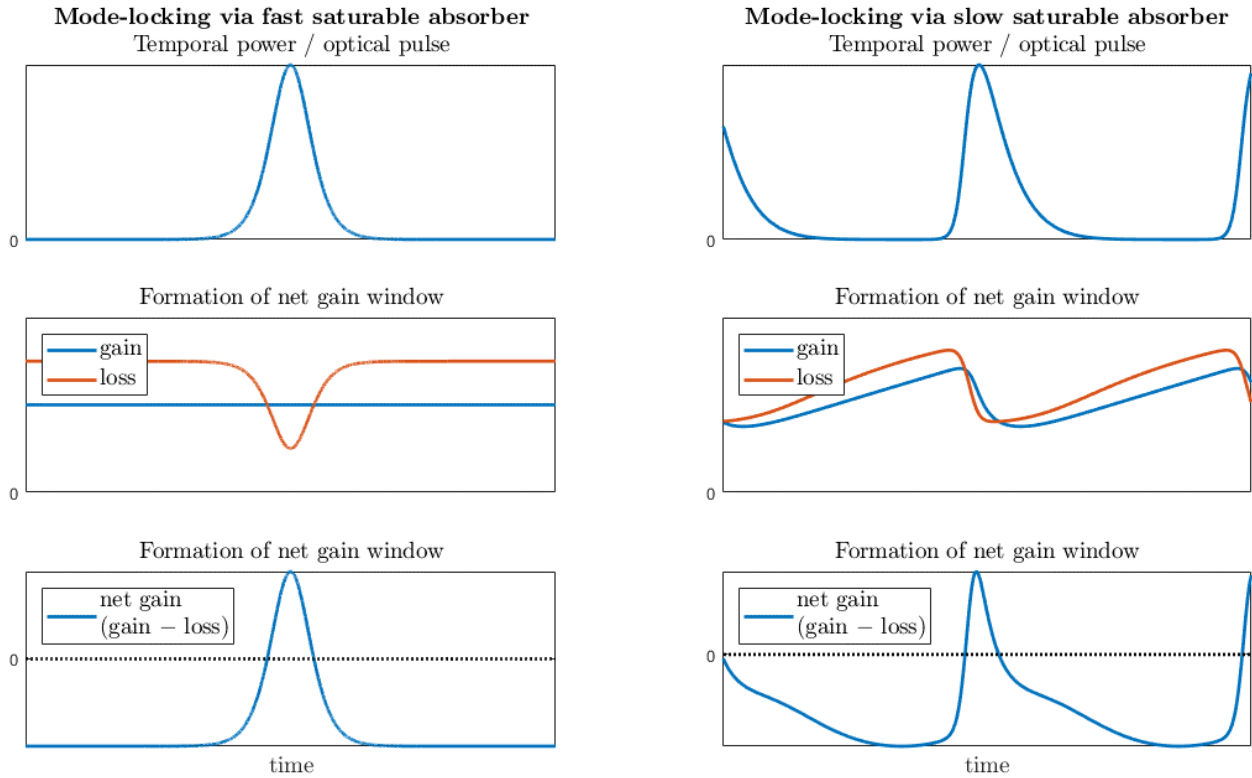 Mode-locking via fast saturable absorber
Temporal power / optical pulse
0
Formation of net gain window
gain
loss
0
Formation of net gain window
net gain
(gain − loss)
0
time
Mode-locking via slow saturable absorber
Temporal power / optical pulse
0
Formation of net gain window
gain
loss
0
Formation of net gain window
net gain
(gain − loss)
0
time